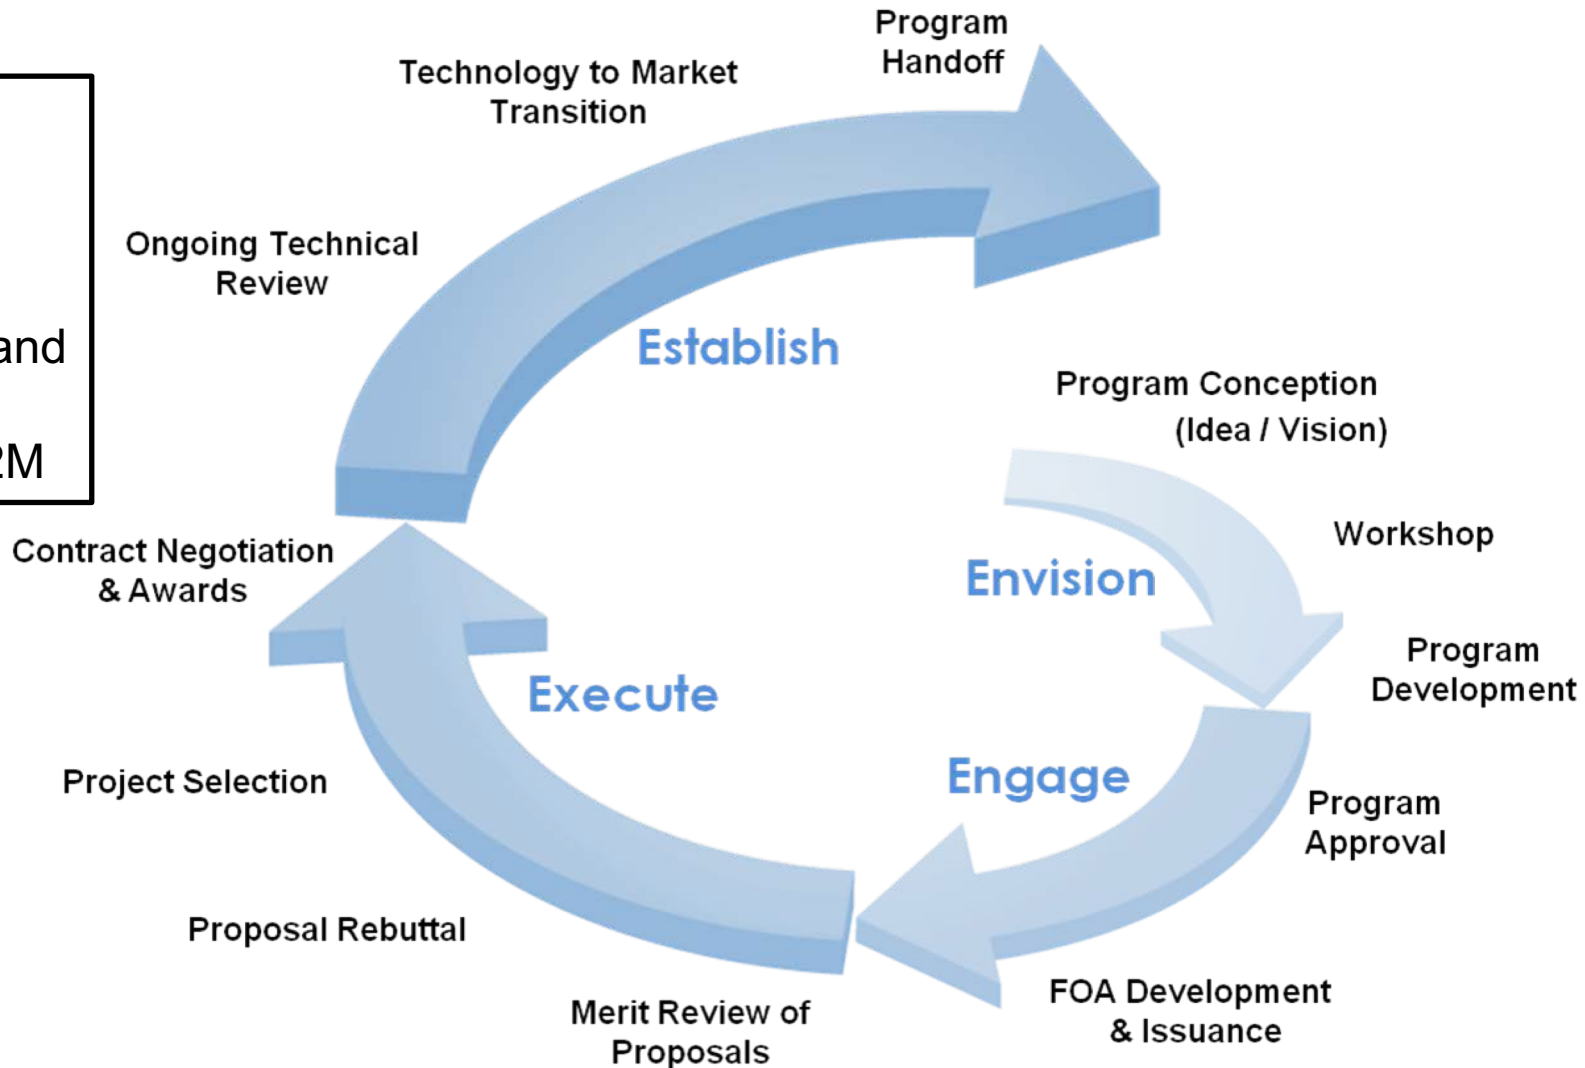 and
2M
Program
Handoff
Technology to Market
Transition
Ongoing Technical
Review
Establish
Program Conception
(Idea / Vision)
Workshop
Envision
Program
Development
Engage
Program
Approval
FOA Development
& Issuance
Merit Review of
Proposals
Proposal Rebuttal
Project Selection
Execute
Contract Negotiation
& Awards